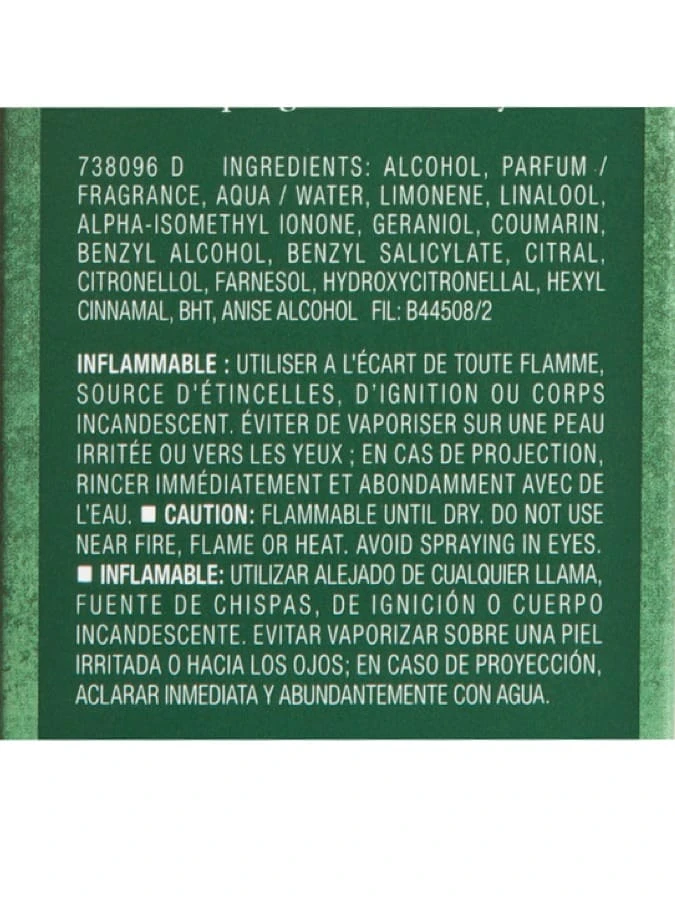 738096 D INGREDIENTS: ALCOHOL, PARFUM /
FRAGRANCE, AQUA / WATER, LIMONENE, LINALOOL,
ALPHA-ISOMETHYL IONONE, GERANIOL, COUMARIN,
BENZYL ALCOHOL, BENZYL SALICYLATE, CITRAL,
CITRONELLOL, FARNESOL, HYDROXYCITRONELLAL, HEXYL
CINNAMAL, BHT, ANISE ALCOHOL FIL: B44508/2
INFLAMMABLE : UTILISER A L'ÉCART DE TOUTE FLAMME,
SOURCE D'ÉTINCELLES, D'IGNITION OU CORPS
INCANDESCENT. ÉVITER DE VAPORISER SUR UNE PEAU
IRRITÉE OU VERS LES YEUX ; EN CAS DE PROJECTION,
RINCER IMMÉDIATEMENT ET ABONDAMMENT AVEC DE
L'EAU. ■ CAUTION: FLAMMABLE UNTIL DRY. DO NOT USE
NEAR FIRE, FLAME OR HEAT. AVOID SPRAYING IN EYES.
■ INFLAMABLE: UTILIZAR ALEJADO DE CUALQUIER LLAMA,
FUENTE DE CHISPAS, DE IGNICIÓN O CUERPO
INCANDESCENTE. EVITAR VAPORIZAR SOBRE UNA PIEL
IRRITADA O HACIA LOS OJOS; EN CASO DE PROYECCIÓN,
ACLARAR INMEDIATA Y ABUNDANTEMENTE CON AGUA.